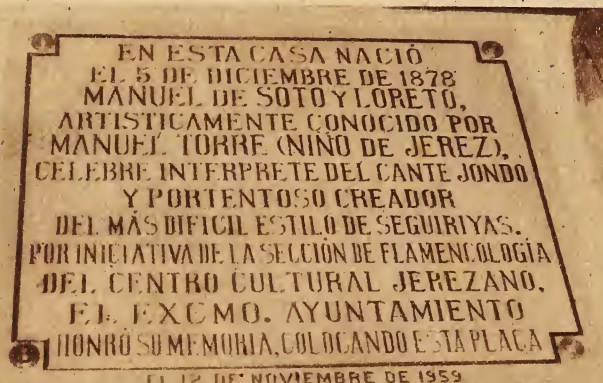 EN ESTA CASA NACIÓ
EL 5 DE DICIEMBRE DE 1878
MANUEL DE SOTO Y LORETO,
ARTISTICAMENTE CONOCIDO POR
MANUEL TORRE (NIÑO DE JEREZ),
CELEBRE INTERPRETE DEL CANTE JONDO
Y PORTENTOSO CREADOR
DEL MÁS DIFICIL ESTILO DE SEGUIRIYAS.
POR INICIATIVA DE LA SECCIÓN DE FLAMENCOLOGÍA
DEL CENTRO CULTURAL JEREZANO,
EL EXCMO. AYUNTAMIENTO
HONRÓ SU MEMORIA, COLOCANDO ESTA PLACA
EL 12 DE NOVIEMBRE DE 1959